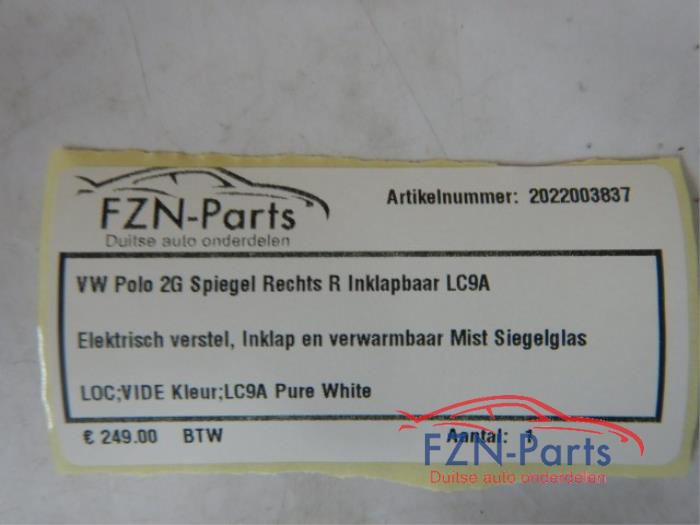 FZN-Parts
Duitse auto onderdelen
Artikelnummer: 2022003837
VW Polo 2G Spiegel Rechts R Inklapbaar LC9A
Elektrisch verstel, Inklap en verwarmbaar Mist Siegelglas
LOC;VIDE Kleur;LC9A Pure White
€ 249.00 BTW
Aantal: 1
FZN-Parts
Duitse auto onderdelen